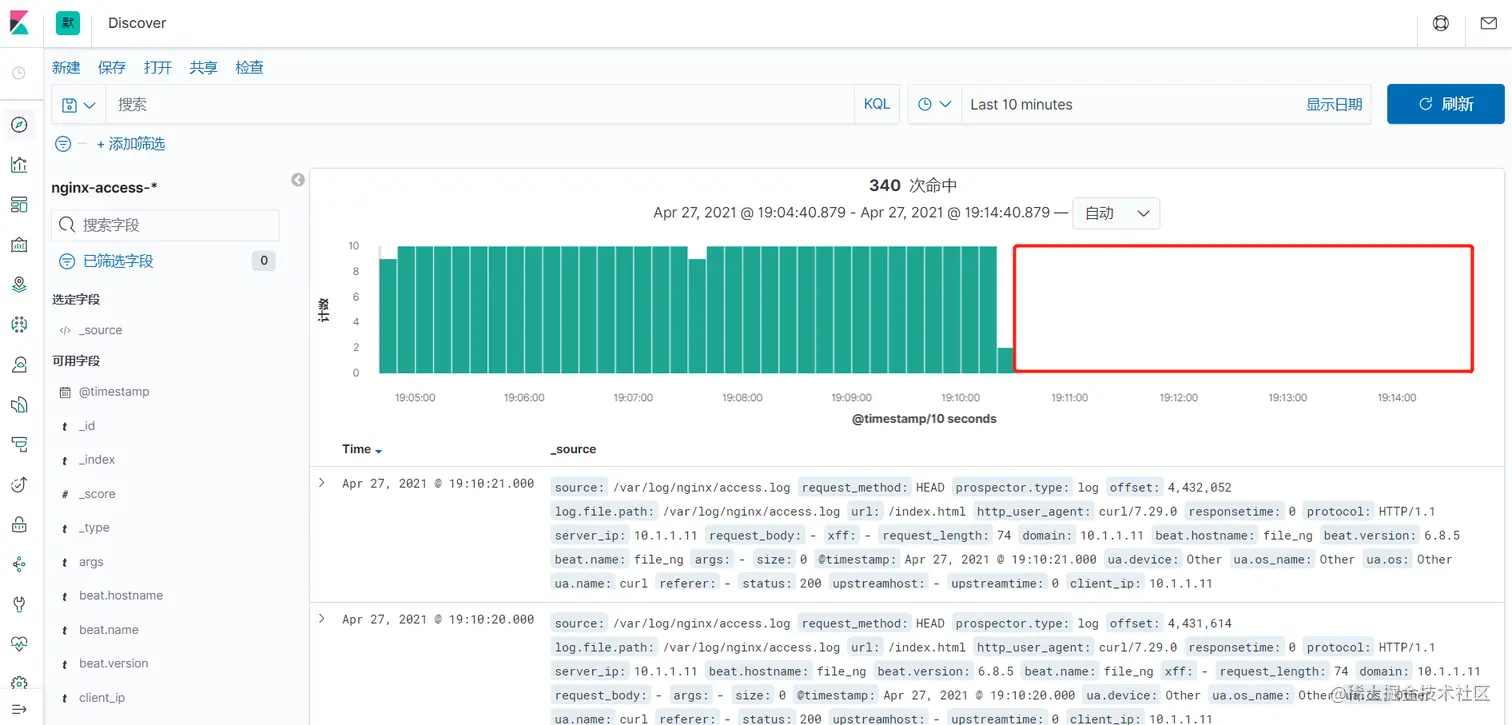 默 Discover
新建 保存 打开 共享 检查
搜索 KQL Last 10 minutes 显示日期 刷新
+ 添加筛选
nginx-access-*
搜索字段
已筛选字段 0
选定字段
</> _source
可用字段
@timestamp
t _id
t _index
# _score
t _type
t args
t beat.hostname
t beat.name
t beat.version
t client_ip
340 次命中
Apr 27, 2021 @ 19:04:40.879 - Apr 27, 2021 @ 19:14:40.879 — 自动
计数
10
8
6
4
2
0
19:05:00 19:06:00 19:07:00 19:08:00 19:09:00 19:10:00 19:11:00 19:12:00 19:13:00 19:14:00
@timestamp/10 seconds
Time _source
Apr 27, 2021 @ 19:10:21.000 source: /var/log/nginx/access.log request_method: HEAD prospector.type: log offset: 4,432,052
log.file.path: /var/log/nginx/access.log url: /index.html http_user_agent: curl/7.29.0 responsetime: 0 protocol: HTTP/1.1
server_ip: 10.1.1.11 request_body: - xff: - request_length: 74 domain: 10.1.1.11 beat.hostname: file_ng beat.version: 6.8.5
beat.name: file_ng args: - size: 0 @timestamp: Apr 27, 2021 @ 19:10:21.000 ua.device: Other ua.os_name: Other ua.os: Other
ua.name: curl referer: - status: 200 upstreamhost: - upstreamtime: 0 client_ip: 10.1.1.11
Apr 27, 2021 @ 19:10:20.000 source: /var/log/nginx/access.log request_method: HEAD prospector.type: log offset: 4,431,614
log.file.path: /var/log/nginx/access.log url: /index.html http_user_agent: curl/7.29.0 responsetime: 0 protocol: HTTP/1.1
server_ip: 10.1.1.11 beat.hostname: file_ng beat.version: 6.8.5 beat.name: file_ng xff: - request_length: 74 domain: 10.1.1.11
request_body: - args: - size: 0 @timestamp: Apr 27, 2021 @ 19:10:20.000 ua.device: Other ua.os_name: Other ua.os: Other
ua.name: curl referer: - status: 200 upstreamhost: - upstreamtime: 0 client_ip: 10.1.1.11
@稀土掘金技术社区